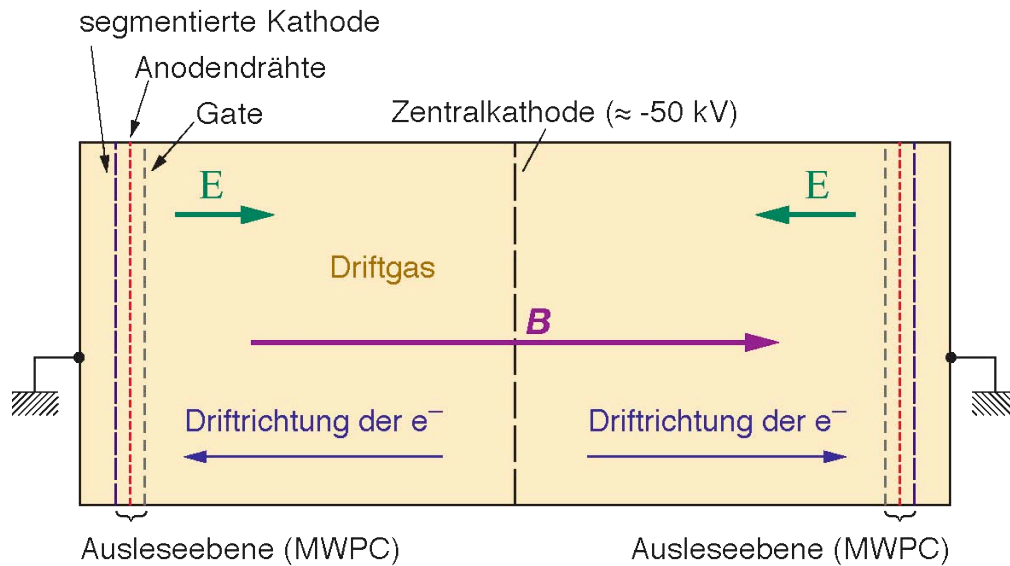 segmentierte Kathode
Anodendrähte
Gate
Zentralkathode (≈ -50 kV)
E
E
Driftgas
B
Driftrichtung der e⁻
Driftrichtung der e⁻
Ausleseebene (MWPC)
Ausleseebene (MWPC)